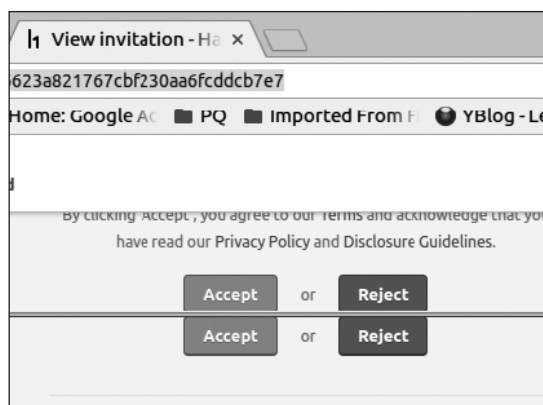 View invitation - Ha
623a821767cbf230aa6fcddcb7e7
Home: Google Ac PQ Imported From F YBlog - Le
d
By clicking 'Accept', you agree to our Terms and acknowledge that you
have read our Privacy Policy and Disclosure Guidelines.
Accept or Reject
Accept or Reject